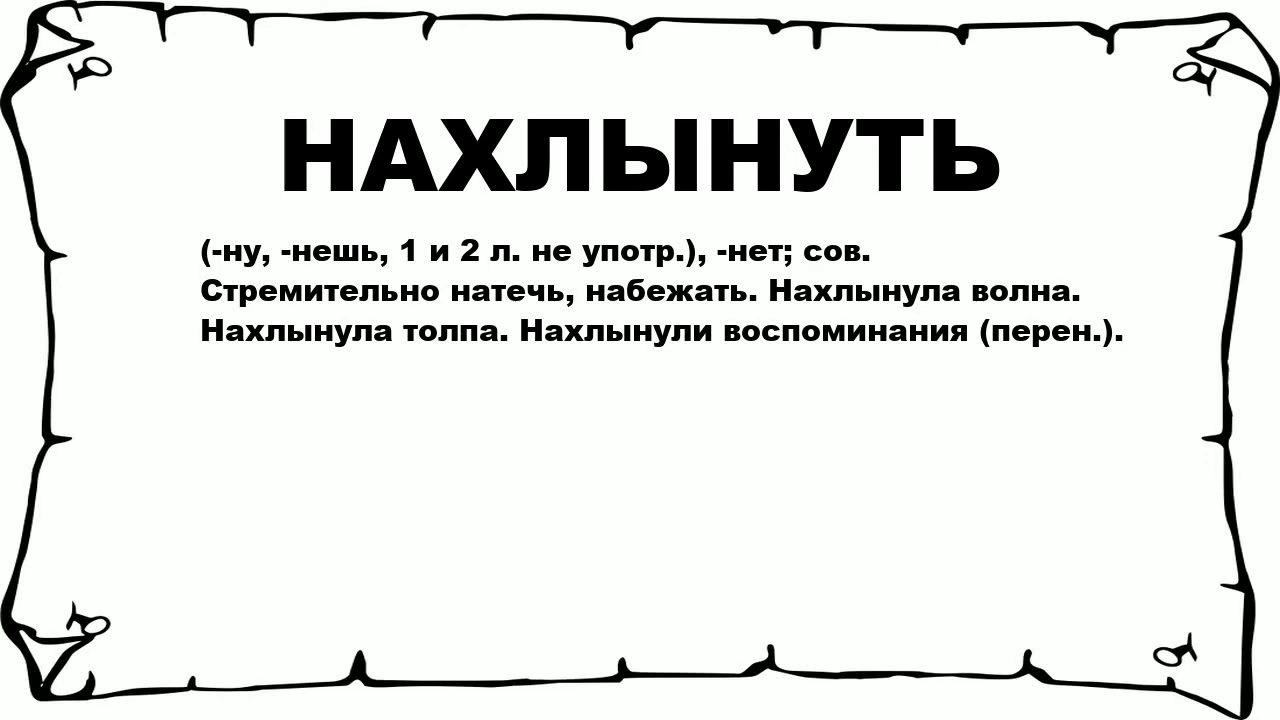 НАХЛЫНУТЬ
(-ну, -нешь, 1 и 2 л. не употр.), -нет; сов.
Стремительно натечь, набежать. Нахлынула волна.
Нахлынула толпа. Нахлынули воспоминания (перен.).